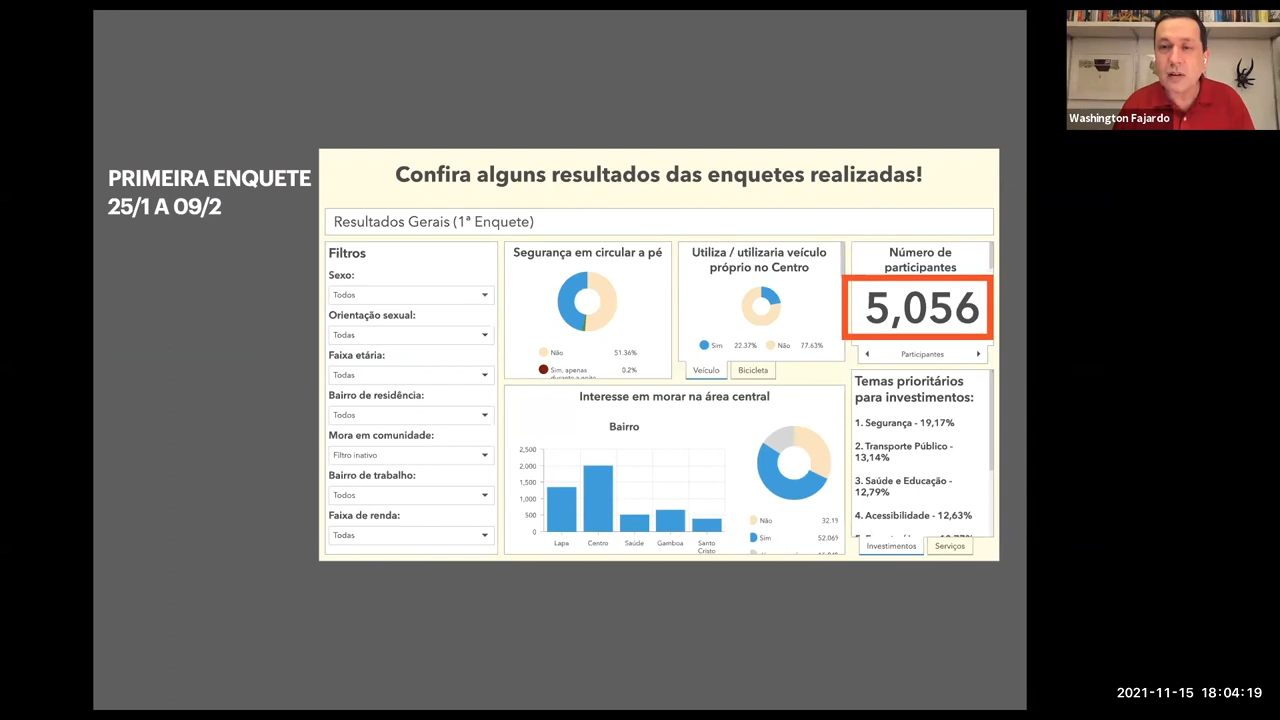 PRIMEIRA ENQUETE
25/1 A 09/2
Confira alguns resultados das enquetes realizadas!
Resultados Gerais (1ª Enquete)
Filtros
Sexo:
Todos
Orientação sexual:
Todas
Faixa etária:
Todas
Bairro de residência:
Todos
Mora em comunidade:
Filtro inativo
Bairro de trabalho:
Todos
Faixa de renda:
Todas
Segurança em circular a pé
Não 51.36%
Sim, apenas 0.2%
Utiliza / utilizaria veículo
próprio no Centro
Sim 22.37% Não 77.63%
Veículo Bicicleta
Número de
participantes
5,056
Participantes
Interesse em morar na área central
Bairro
2,500
2,000
1,500
1,000
500
0
Lapa Centro Saúde Gamboa Santo
Cristo
Não 32.19
Sim 52.069
Temas prioritários
para investimentos:
1. Segurança - 19,17%
2. Transporte Público -
13,14%
3. Saúde e Educação -
12,79%
4. Acessibilidade - 12,63%
Investimentos Serviços
Washington Fajardo
2021-11-15 18:04:19